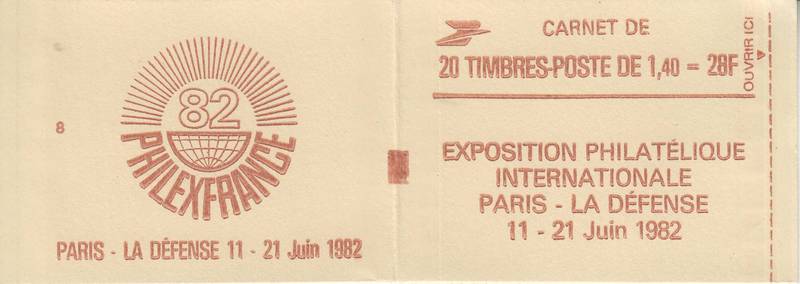 82
PHILEXFRANCE
8
PARIS - LA DÉFENSE 11 - 21 Juin 1982
CARNET DE
20 TIMBRES-POSTE DE 1,40 = 28F
OUVRIR ICI
EXPOSITION PHILATÉLIQUE
INTERNATIONALE
PARIS - LA DÉFENSE
11 - 21 Juin 1982